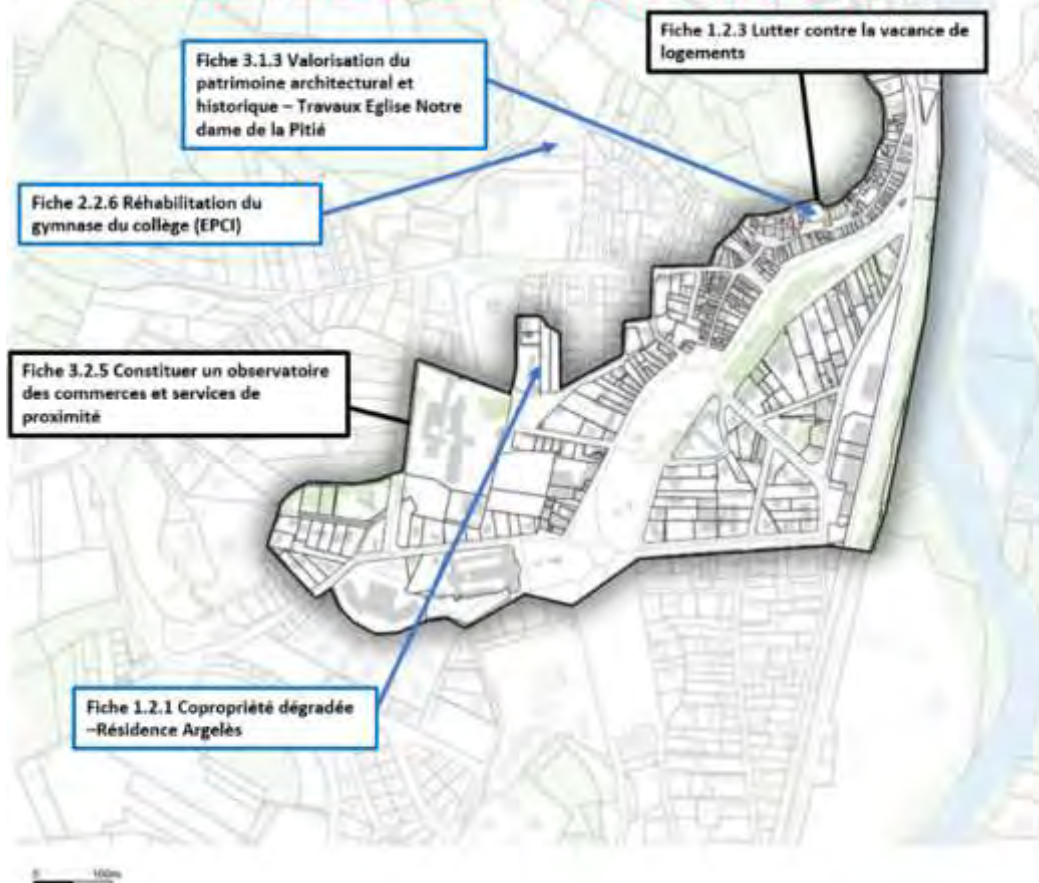 Fiche 1.2.3 Lutter contre la vacance de
logements
Fiche 3.1.3 Valorisation du
patrimoine architectural et
historique – Travaux Eglise Notre
dame de la Pitié
Fiche 2.2.6 Réhabilitation du
gymnase du collège (EPCI)
Fiche 3.2.5 Constituer un observatoire
des commerces et services de
proximité
Fiche 1.2.1 Copropriété dégradée
–Résidence Argelès
0 100m